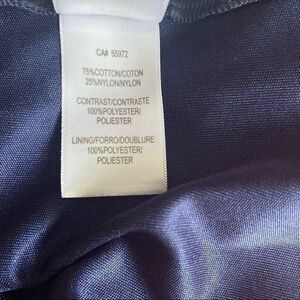 CA# 55972
75%COTTON/COTON
25%NYLON/NYLON
CONTRAST/CONTRASTE
100%POLYESTER/
POLIESTER
LINING/FORRO/DOUBLURE:
100%POLYESTER/
POLIESTER